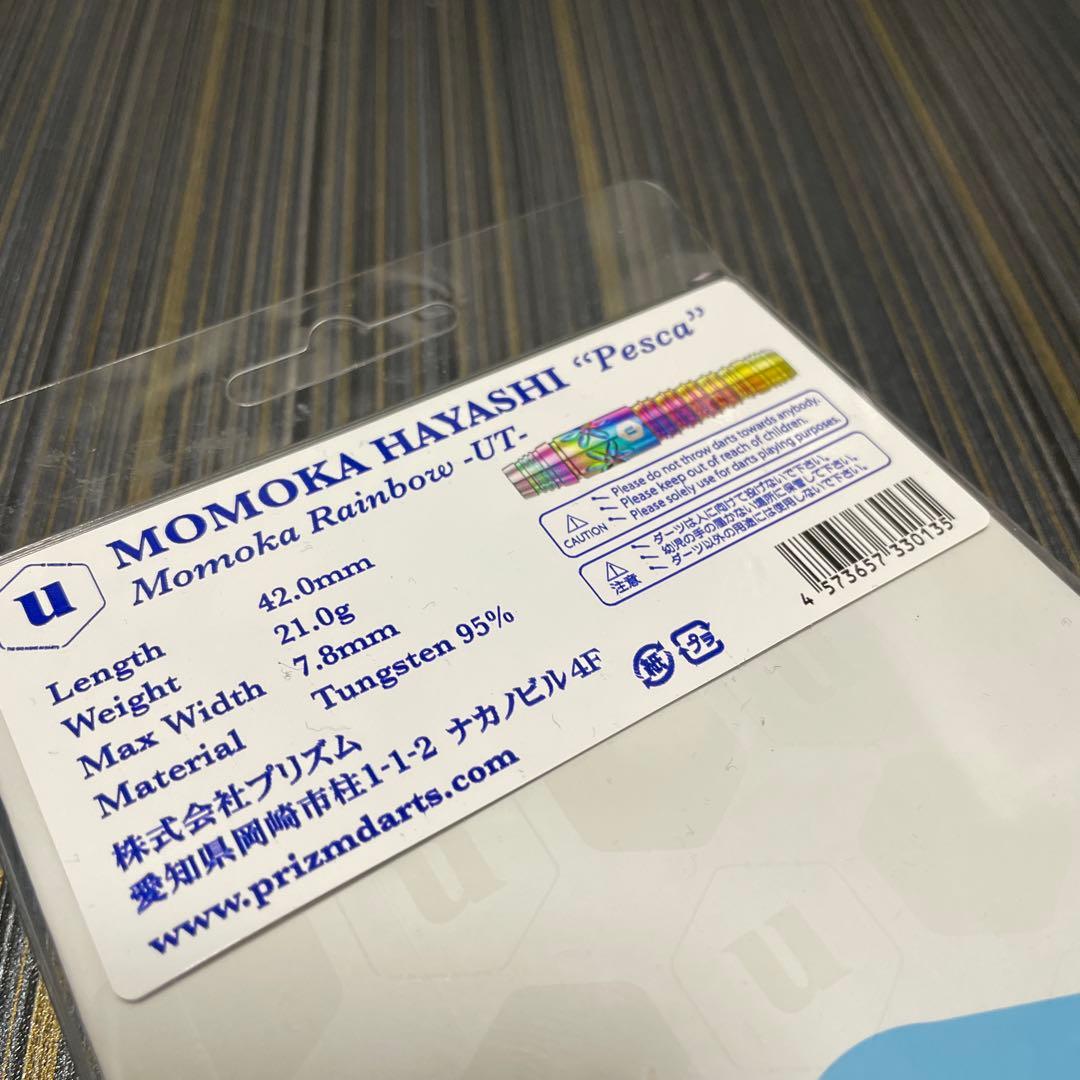 MOMOKA HAYASHI “Pesca”
Momoka Rainbow -UT-
u
Length 42.0mm
Weight 21.0g
Max Width 7.8mm
Material Tungsten 95%
株式会社プリズム
愛知県岡崎市柱1-1-2 ナカノビル4F
www.prizmdarts.com
CAUTION
Please do not throw darts towards anybody.
Please keep out of reach of children.
Please solely use for darts playing purposes.
注意
ダーツは人に向けて投げないで下さい。
幼児の手の届かない場所に保管して下さい。
ダーツ以外の用途には使用しないで下さい。
4 573657 330135
紙
プラ
u
u